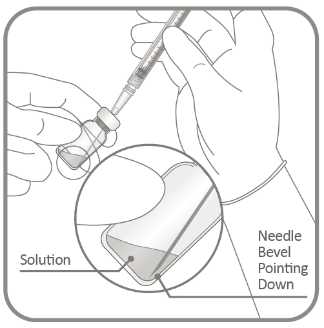 Solution
Needle
Bevel
Pointing
Down